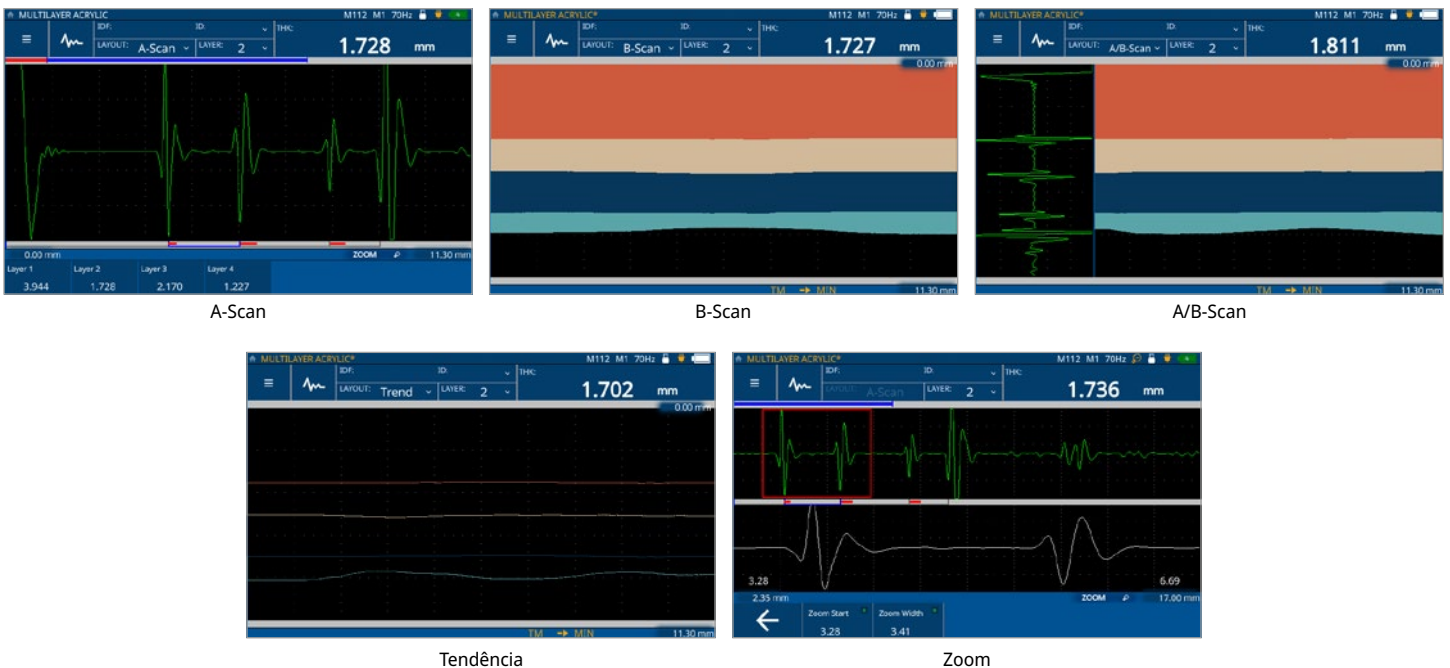 MULTILAYER ACRYLIC M112 M1 70Hz
IDF: ID: THK:
LAYOUT: A-Scan LAYER: 2 1.728 mm
0.00 mm ZOOM 11.30 mm
Layer 1 Layer 2 Layer 3 Layer 4
3.944 1.728 2.170 1.227
A-Scan
MULTILAYER ACRYLIC* M112 M1 70Hz
IDF: ID: THK:
LAYOUT: B-Scan LAYER: 2 1.727 mm
0.00 mm
TM MIN 11.30 mm
B-Scan
MULTILAYER ACRYLIC* M112 M1 70Hz
IDF: ID: THK:
LAYOUT: A/B-Scan LAYER: 2 1.811 mm
0.00 mm
TM MIN 11.30 mm
A/B-Scan
MULTILAYER ACRYLIC* M112 M1 70Hz
IDF: ID: THK:
LAYOUT: Trend LAYER: 2 1.702 mm
0.00 mm
TM MIN 11.30 mm
Tendência
MULTILAYER ACRYLIC* M112 M1 70Hz
IDF: ID: THK:
LAYOUT: A-Scan LAYER: 2 1.736 mm
3.28 6.69
2.35 mm ZOOM 17.00 mm
Zoom Start Zoom Width
3.28 3.41
Zoom